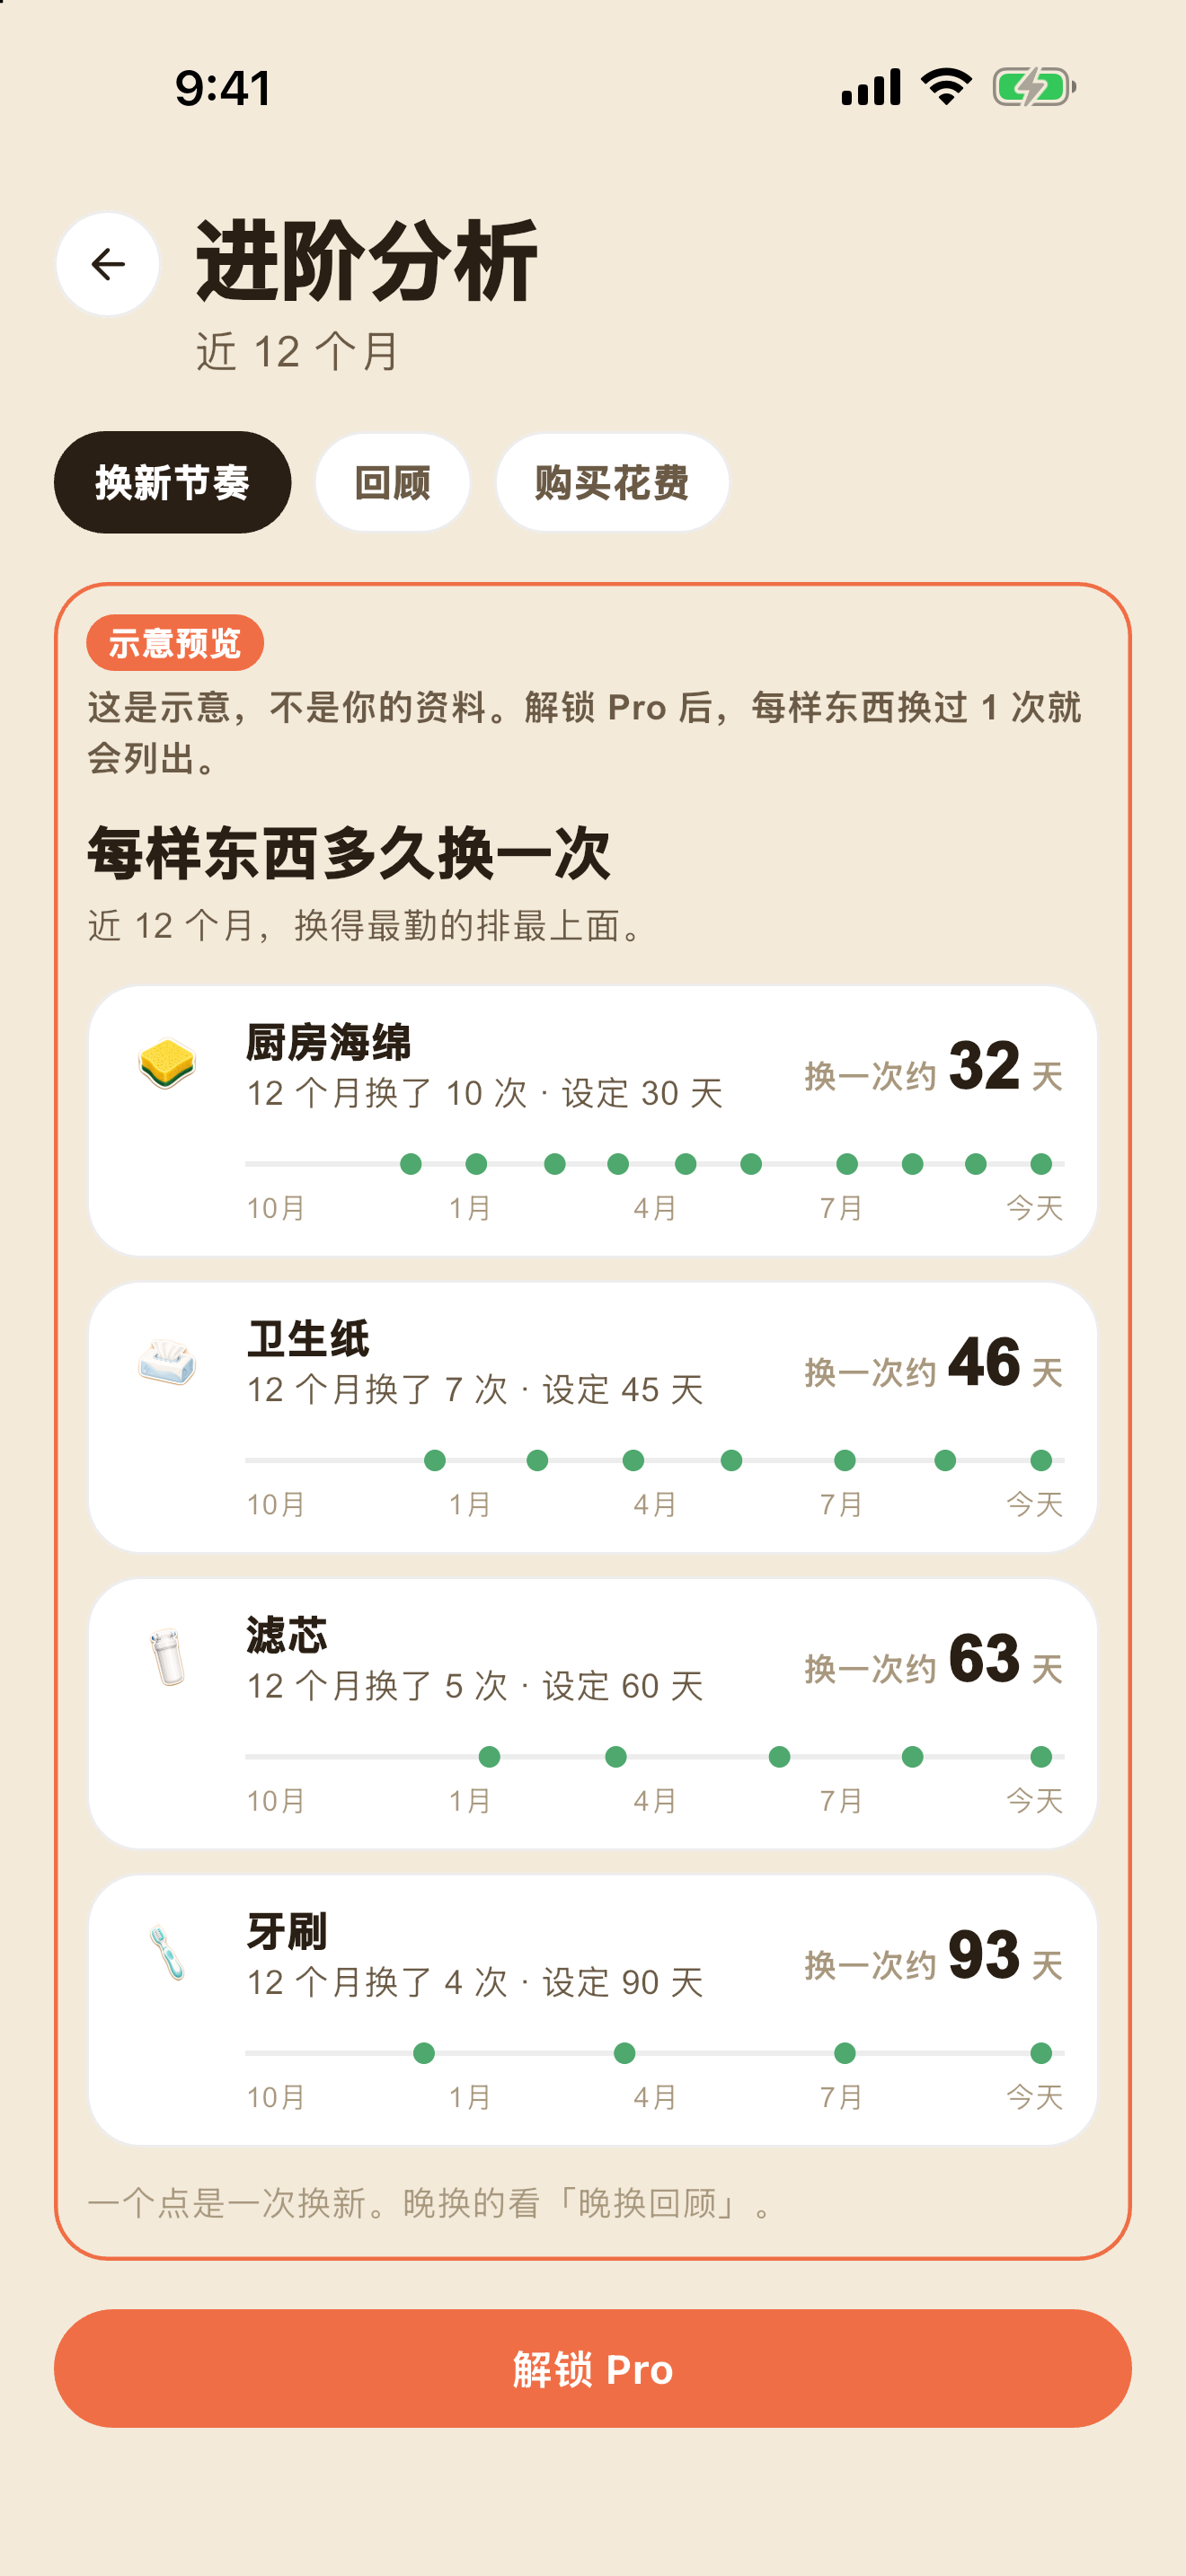 9:41
进阶分析
近 12 个月
换新节奏
回顾
购买花费
示意预览
这是示意，不是你的资料。解锁 Pro 后，每样东西换过 1 次就
会列出。
每样东西多久换一次
近 12 个月，换得最勤的排最上面。
厨房海绵
12 个月换了 10 次 · 设定 30 天
换一次约 32 天
10月 1月 4月 7月 今天
卫生纸
12 个月换了 7 次 · 设定 45 天
换一次约 46 天
10月 1月 4月 7月 今天
滤芯
12 个月换了 5 次 · 设定 60 天
换一次约 63 天
10月 1月 4月 7月 今天
牙刷
12 个月换了 4 次 · 设定 90 天
换一次约 93 天
10月 1月 4月 7月 今天
一个点是一次换新。晚换的看「晚换回顾」。
解锁 Pro